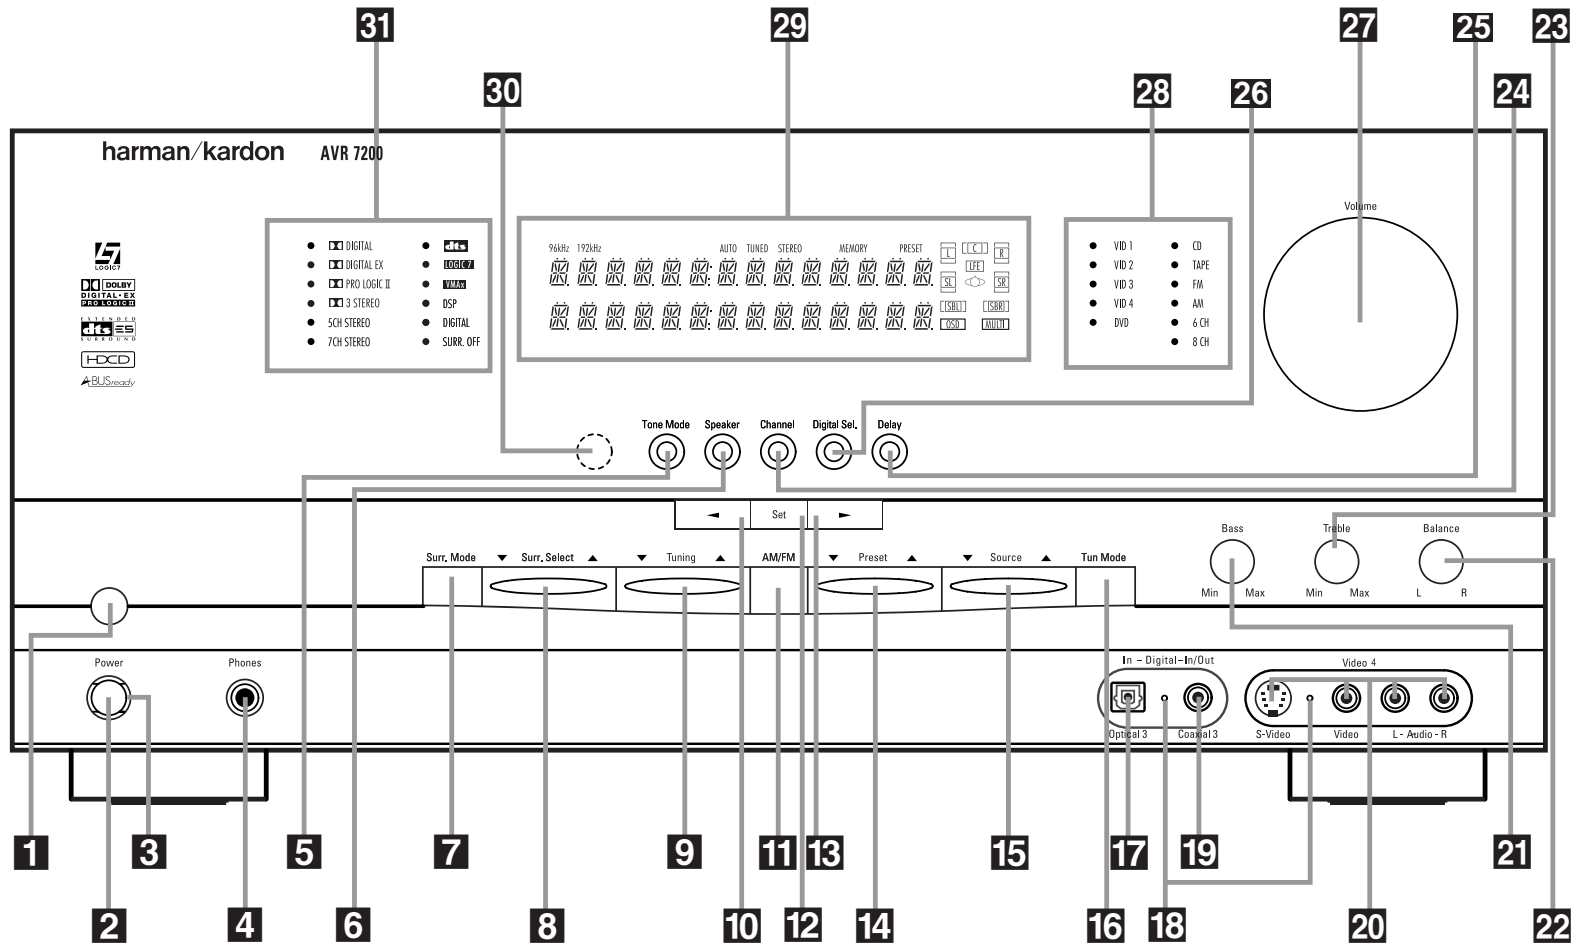 31
29
27
25
23
30
28
26
24
harman/kardon
AVR 7200
Volume
LOGIC7
DOLBY
DIGITAL·EX
PRO LOGIC II
EXTENDED
dts ES
SURROUND
HDCD
A-BUSready
DIGITAL
DIGITAL EX
PRO LOGIC II
3 STEREO
5CH STEREO
7CH STEREO
dts
LOGIC 7
VMAx
DSP
DIGITAL
SURR. OFF
96kHz 192kHz AUTO TUNED STEREO MEMORY PRESET
L C R
LFE
SL SR
SBL SBR
OSD MULTI
VID 1
VID 2
VID 3
VID 4
DVD
CD
TAPE
FM
AM
6 CH
8 CH
Tone Mode Speaker Channel Digital Sel. Delay
◄ Set ►
Surr. Mode ▼ Surr. Select ▲ ▼ Tuning ▲ AM/FM ▼ Preset ▲ ▼ Source ▲ Tun Mode
Bass
Min Max
Treble
Min Max
Balance
L R
Power
Phones
In – Digital–In/Out
Optical 3 Coaxial 3
Video 4
S-Video Video L - Audio - R
1
3
5
7
9
11
13
15
17
19
21
2
4
6
8
10
12
14
16
18
20
22